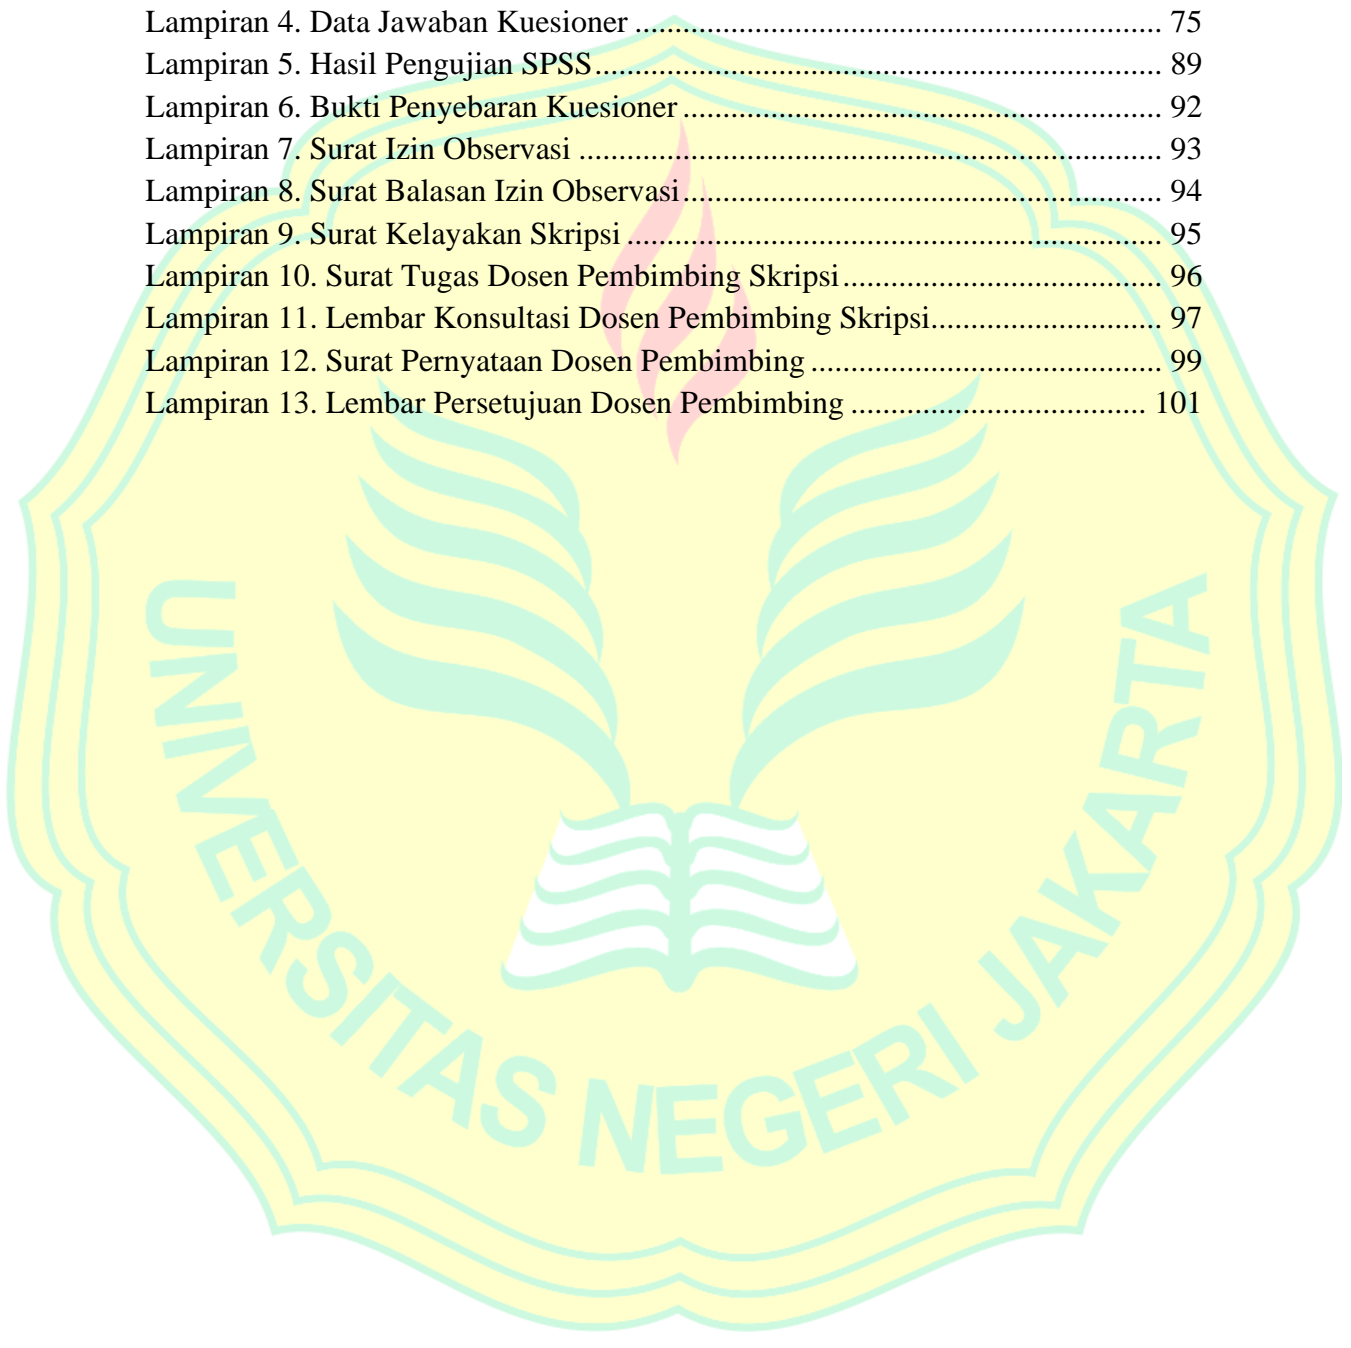 Lampiran 4. Data Jawaban Kuesioner .................................................................. 75
Lampiran 5. Hasil Pengujian SPSS....................................................................... 89
Lampiran 6. Bukti Penyebaran Kuesioner ............................................................ 92
Lampiran 7. Surat Izin Observasi ......................................................................... 93
Lampiran 8. Surat Balasan Izin Observasi............................................................ 94
Lampiran 9. Surat Kelayakan Skripsi ................................................................... 95
Lampiran 10. Surat Tugas Dosen Pembimbing Skripsi........................................ 96
Lampiran 11. Lembar Konsultasi Dosen Pembimbing Skripsi............................. 97
Lampiran 12. Surat Pernyataan Dosen Pembimbing ............................................ 99
Lampiran 13. Lembar Persetujuan Dosen Pembimbing ..................................... 101
UNIVERSITAS NEGERI JAKARTA